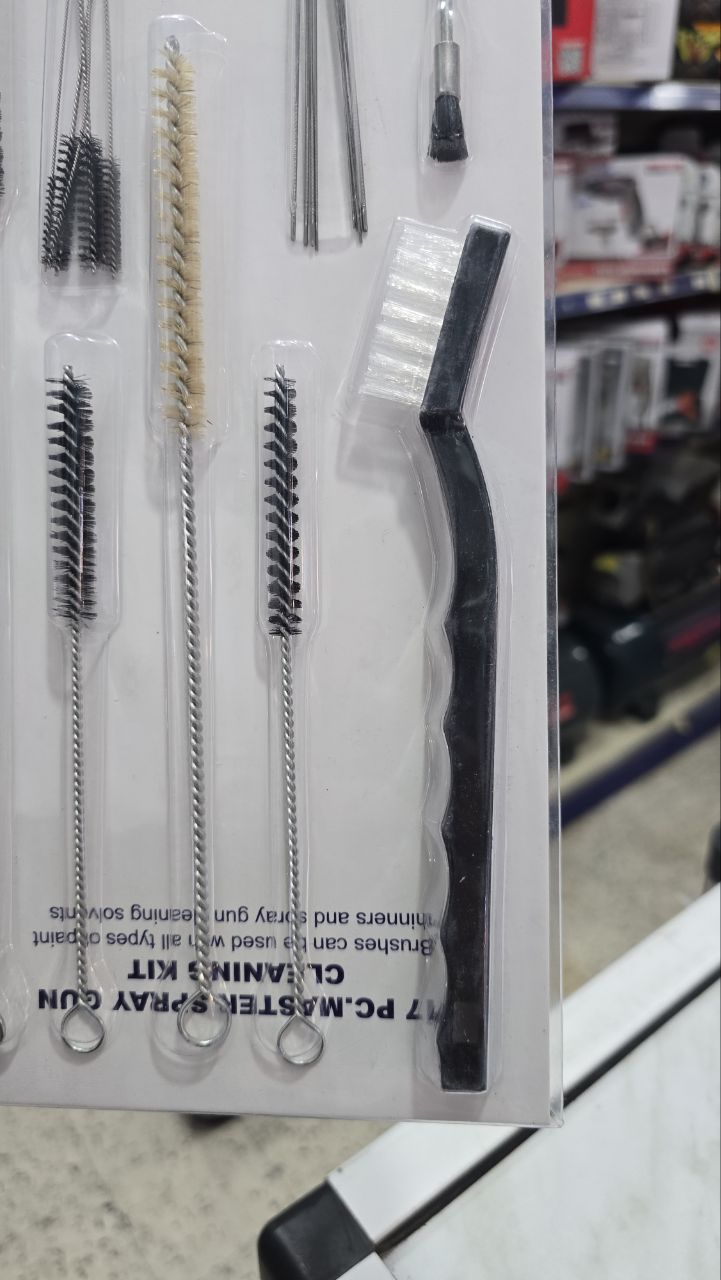 17 PC.MASTER SPRAY GUN
CLEANING KIT
Brushes can be used with all types of paint
thinners and spray gun cleaning solvents